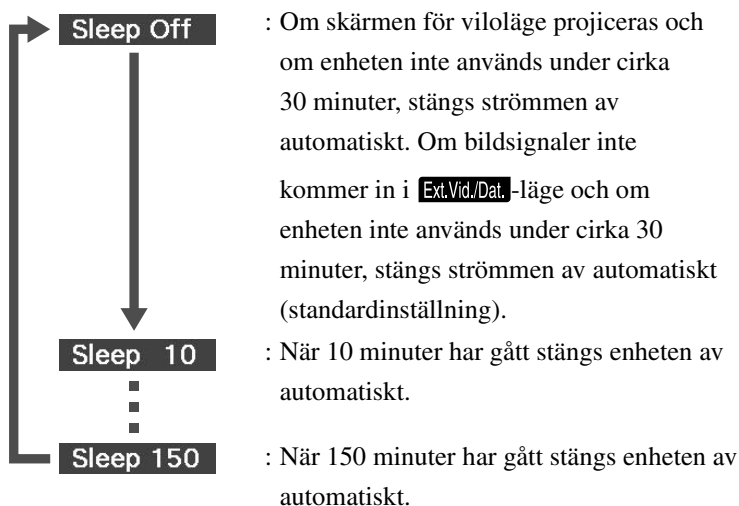 Sleep Off : Om skärmen för viloläge projiceras och
om enheten inte används under cirka
30 minuter, stängs strömmen av
automatiskt. Om bildsignaler inte
kommer in i Ext.Vid./Dat. -läge och om
enheten inte används under cirka 30
minuter, stängs strömmen av automatiskt
(standardinställning).
Sleep 10 : När 10 minuter har gått stängs enheten av
automatiskt.
Sleep 150 : När 150 minuter har gått stängs enheten av
automatiskt.